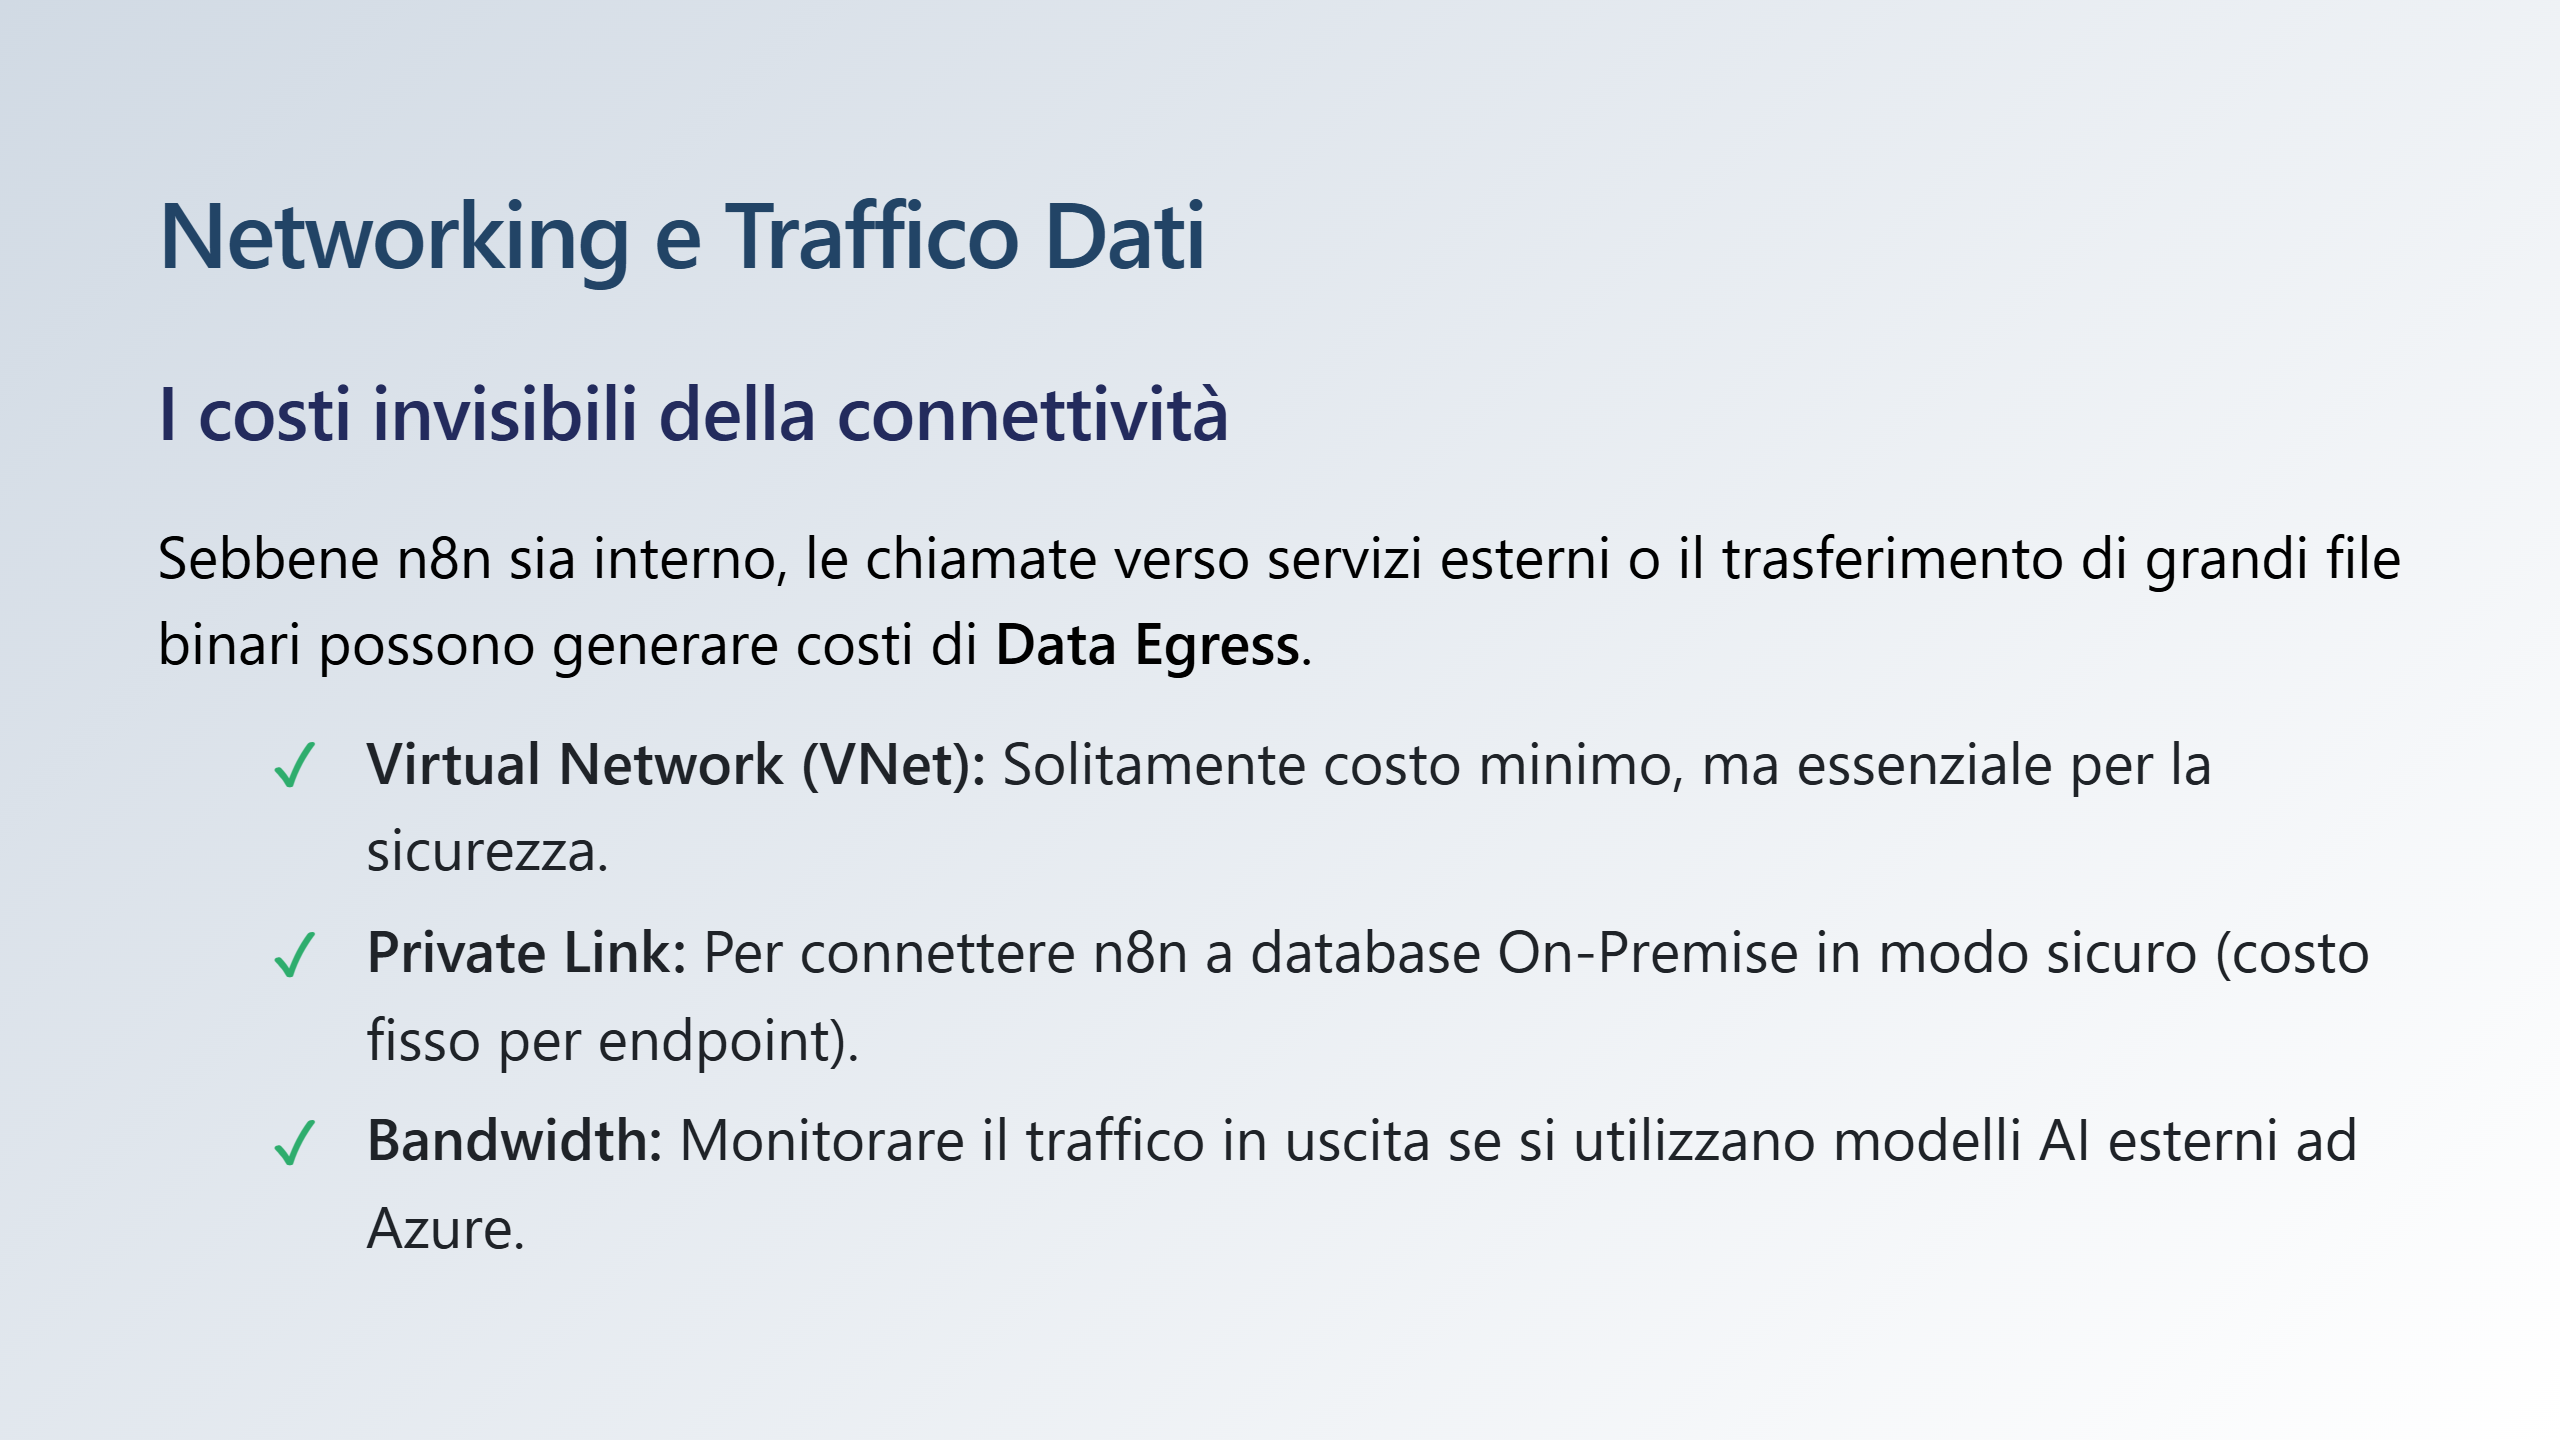 Networking e Traffico Dati
I costi invisibili della connettività
Sebbene n8n sia interno, le chiamate verso servizi esterni o il trasferimento di grandi file
binari possono generare costi di Data Egress.
✓ Virtual Network (VNet): Solitamente costo minimo, ma essenziale per la
sicurezza.
✓ Private Link: Per connettere n8n a database On-Premise in modo sicuro (costo
fisso per endpoint).
✓ Bandwidth: Monitorare il traffico in uscita se si utilizzano modelli AI esterni ad
Azure.